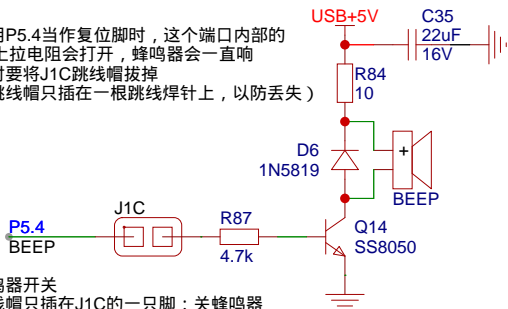 USB+5V
C35
22uF
16V
用P5.4当作复位脚时，这个端口内部的
上拉电阻会打开，蜂鸣器会一直响
时要将J1C跳线帽拔掉
跳线帽只插在一根跳线焊针上，以防丢失）
R84
10
D6
1N5819
+
BEEP
J1C
P5.4
BEEP
R87
4.7k
Q14
SS8050
鸣器开关
线帽只插在J1C的一只脚：关蜂鸣器